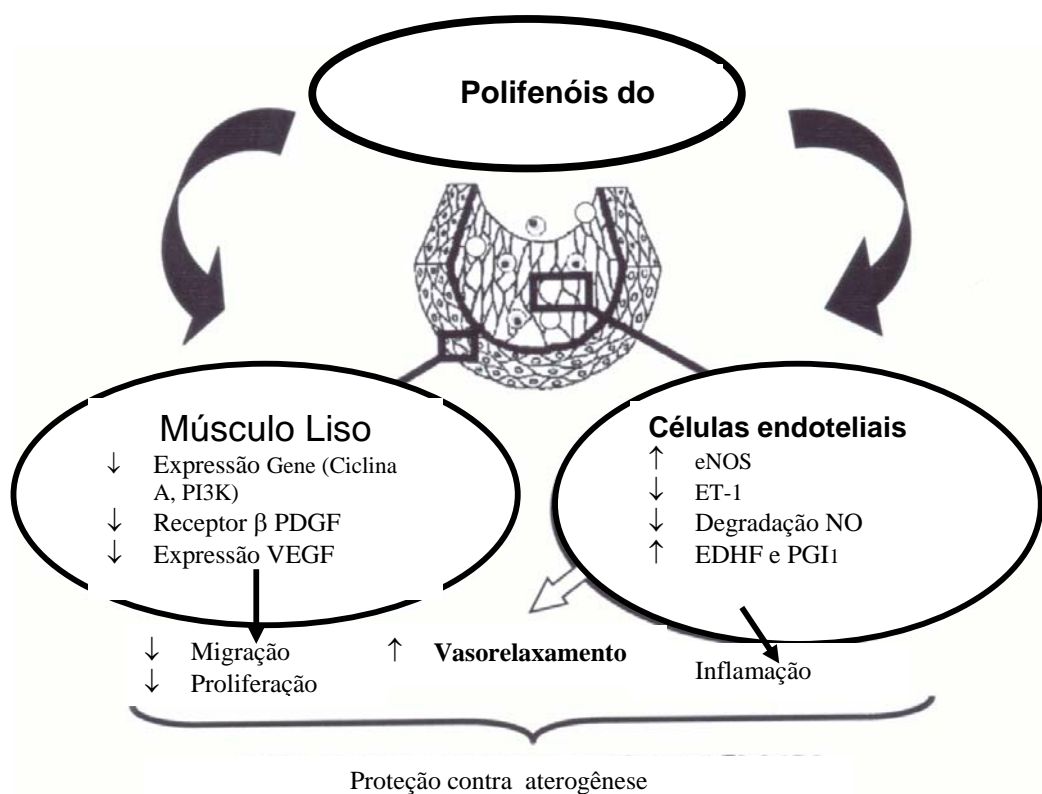 Polifenóis do
Músculo Liso
↓ Expressão Gene (Ciclina
A, PI3K)
↓ Receptor β PDGF
↓ Expressão VEGF
Células endoteliais
↑ eNOS
↓ ET-1
↓ Degradação NO
↑ EDHF e PGI1
↓ Migração
↓ Proliferação
↑ Vasorelaxamento
Inflamação
Proteção contra aterogênese